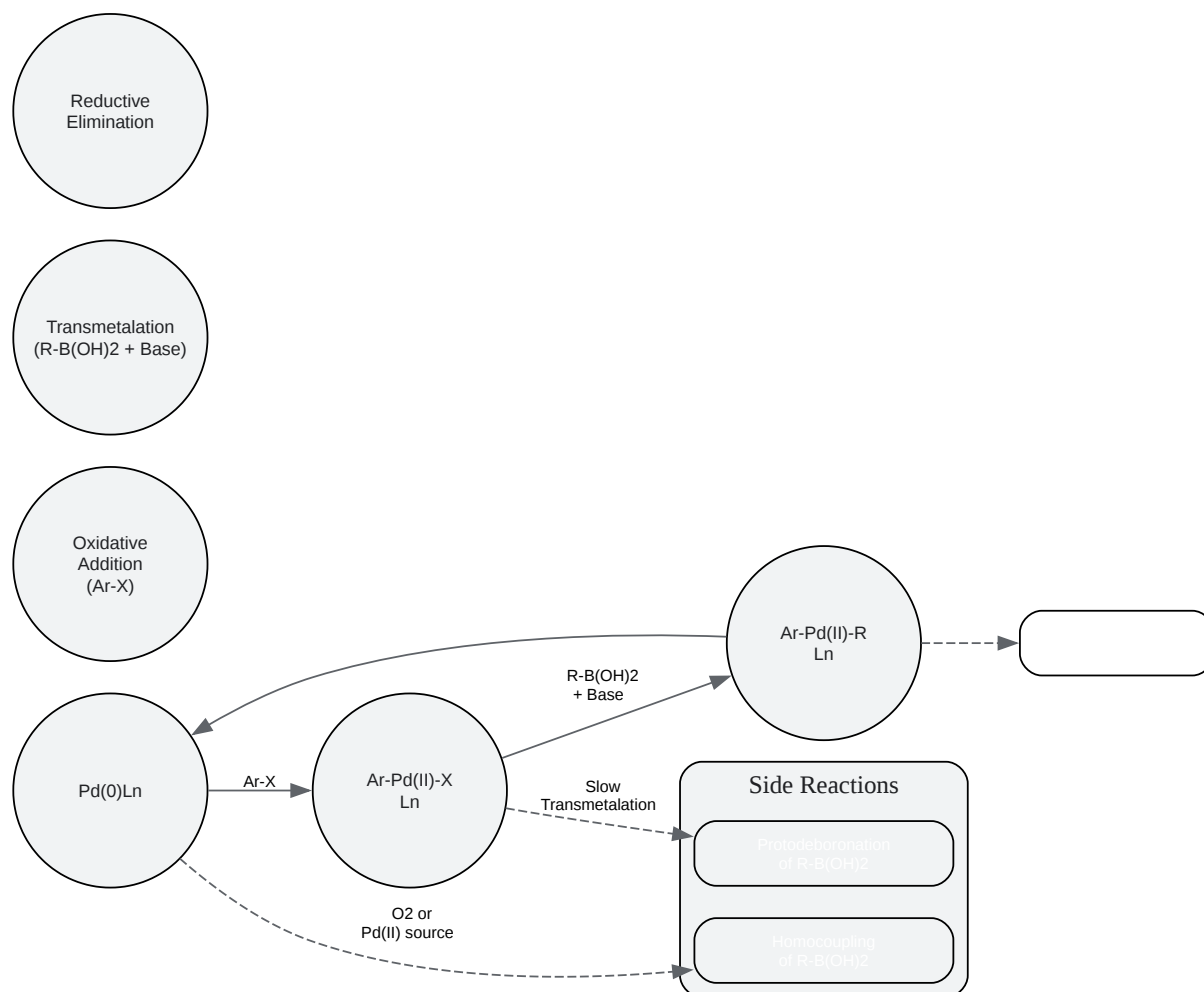 Reductive
Elimination
Transmetalation
(R-B(OH)2 + Base)
Oxidative
Addition
(Ar-X)
Ar-Pd(II)-R
Ln
R-B(OH)2
+ Base
Pd(0)Ln
Ar-X
Ar-Pd(II)-X
Ln
Slow
Transmetalation
Side Reactions
Protodeboronation
of R-B(OH)2
O2 or
Pd(II) source
Homocoupling
of R-B(OH)2